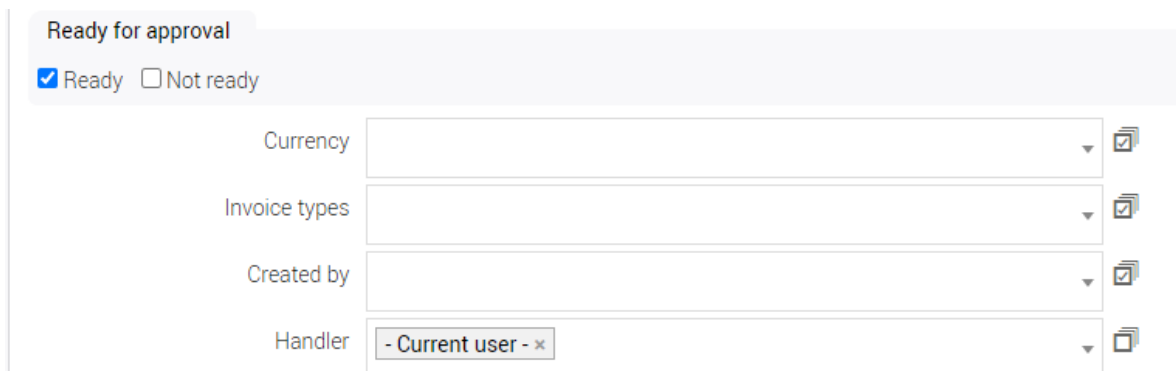 Ready for approval
Ready Not ready
Currency
Invoice types
Created by
Handler - Current user - ×